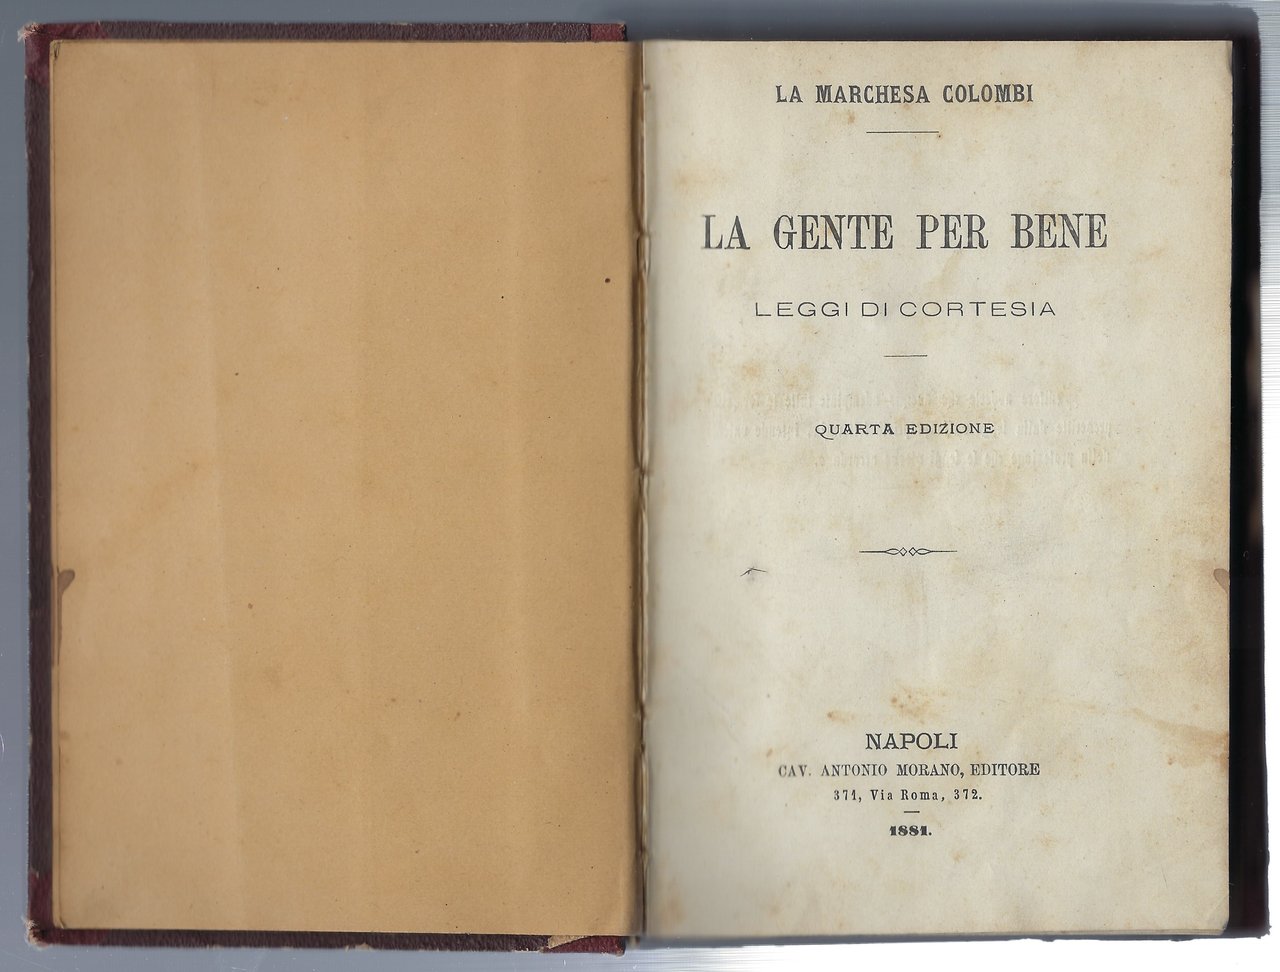 LA MARCHESA COLOMBI
LA GENTE PER BENE
LEGGI DI CORTESIA
QUARTA EDIZIONE
NAPOLI
CAV. ANTONIO MORANO, EDITORE
371, Via Roma, 372.
1881.